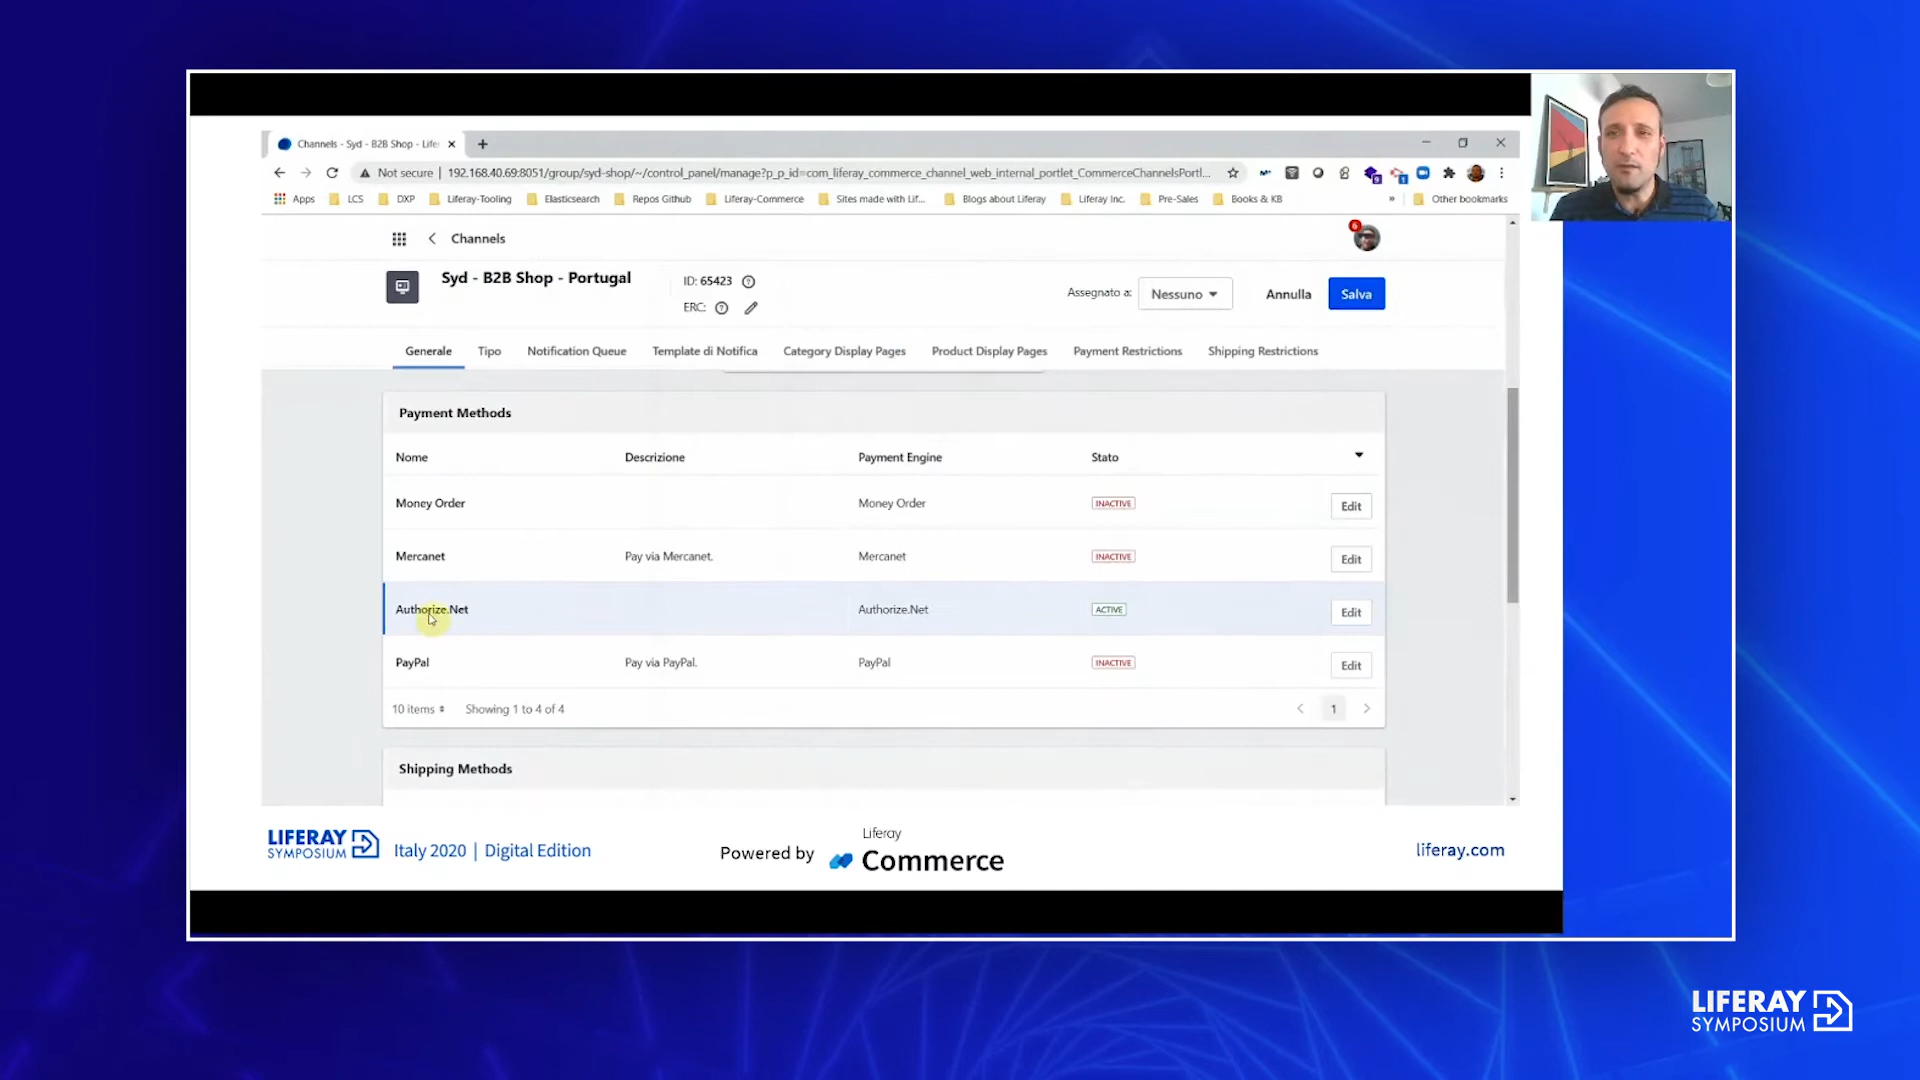 Channels - Syd - B2B Shop - Life
Not secure | 192.168.40.69:8051/group/syd-shop/~/control_panel/manage?p_p_id=com_liferay_commerce_channel_web_internal_portlet_CommerceChannelsPortl...
Apps LCS DXP Liferay-Tooling Elasticsearch Repos Github Liferay-Commerce Sites made with Lif... Blogs about Liferay Liferay Inc. Pre-Sales Books & KB » Other bookmarks
Channels
6
Syd - B2B Shop - Portugal
ID: 65423
ERC:
Assegnato a: Nessuno Annulla Salva
Generale Tipo Notification Queue Template di Notifica Category Display Pages Product Display Pages Payment Restrictions Shipping Restrictions
Payment Methods
Nome Descrizione Payment Engine Stato
Money Order Money Order INACTIVE Edit
Mercanet Pay via Mercanet. Mercanet INACTIVE Edit
Authorize.Net Authorize.Net ACTIVE Edit
PayPal Pay via PayPal. PayPal INACTIVE Edit
10 items Showing 1 to 4 of 4 1
Shipping Methods
LIFERAY
SYMPOSIUM
Italy 2020 | Digital Edition
Powered by
Liferay
Commerce
liferay.com
LIFERAY
SYMPOSIUM